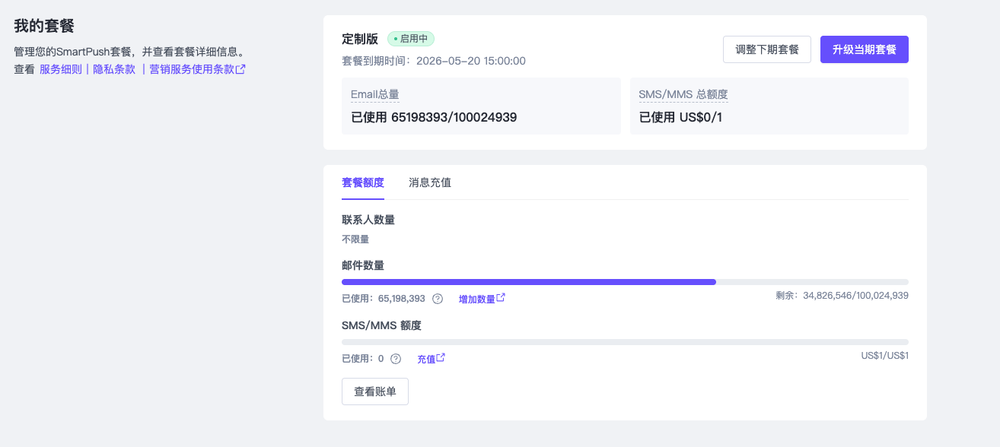 我的套餐
管理您的SmartPush套餐，并查看套餐详细信息。
查看 服务细则 | 隐私条款 | 营销服务使用条款
定制版 启用中
套餐到期时间：2026-05-20 15:00:00
调整下期套餐 升级当期套餐
Email总量
已使用 65198393/100024939
SMS/MMS 总额度
已使用 US$0/1
套餐额度 消息充值
联系人数量
不限量
邮件数量
已使用：65,198,393 增加数量 剩余：34,826,546/100,024,939
SMS/MMS 额度
已使用：0 充值 US$1/US$1
查看账单